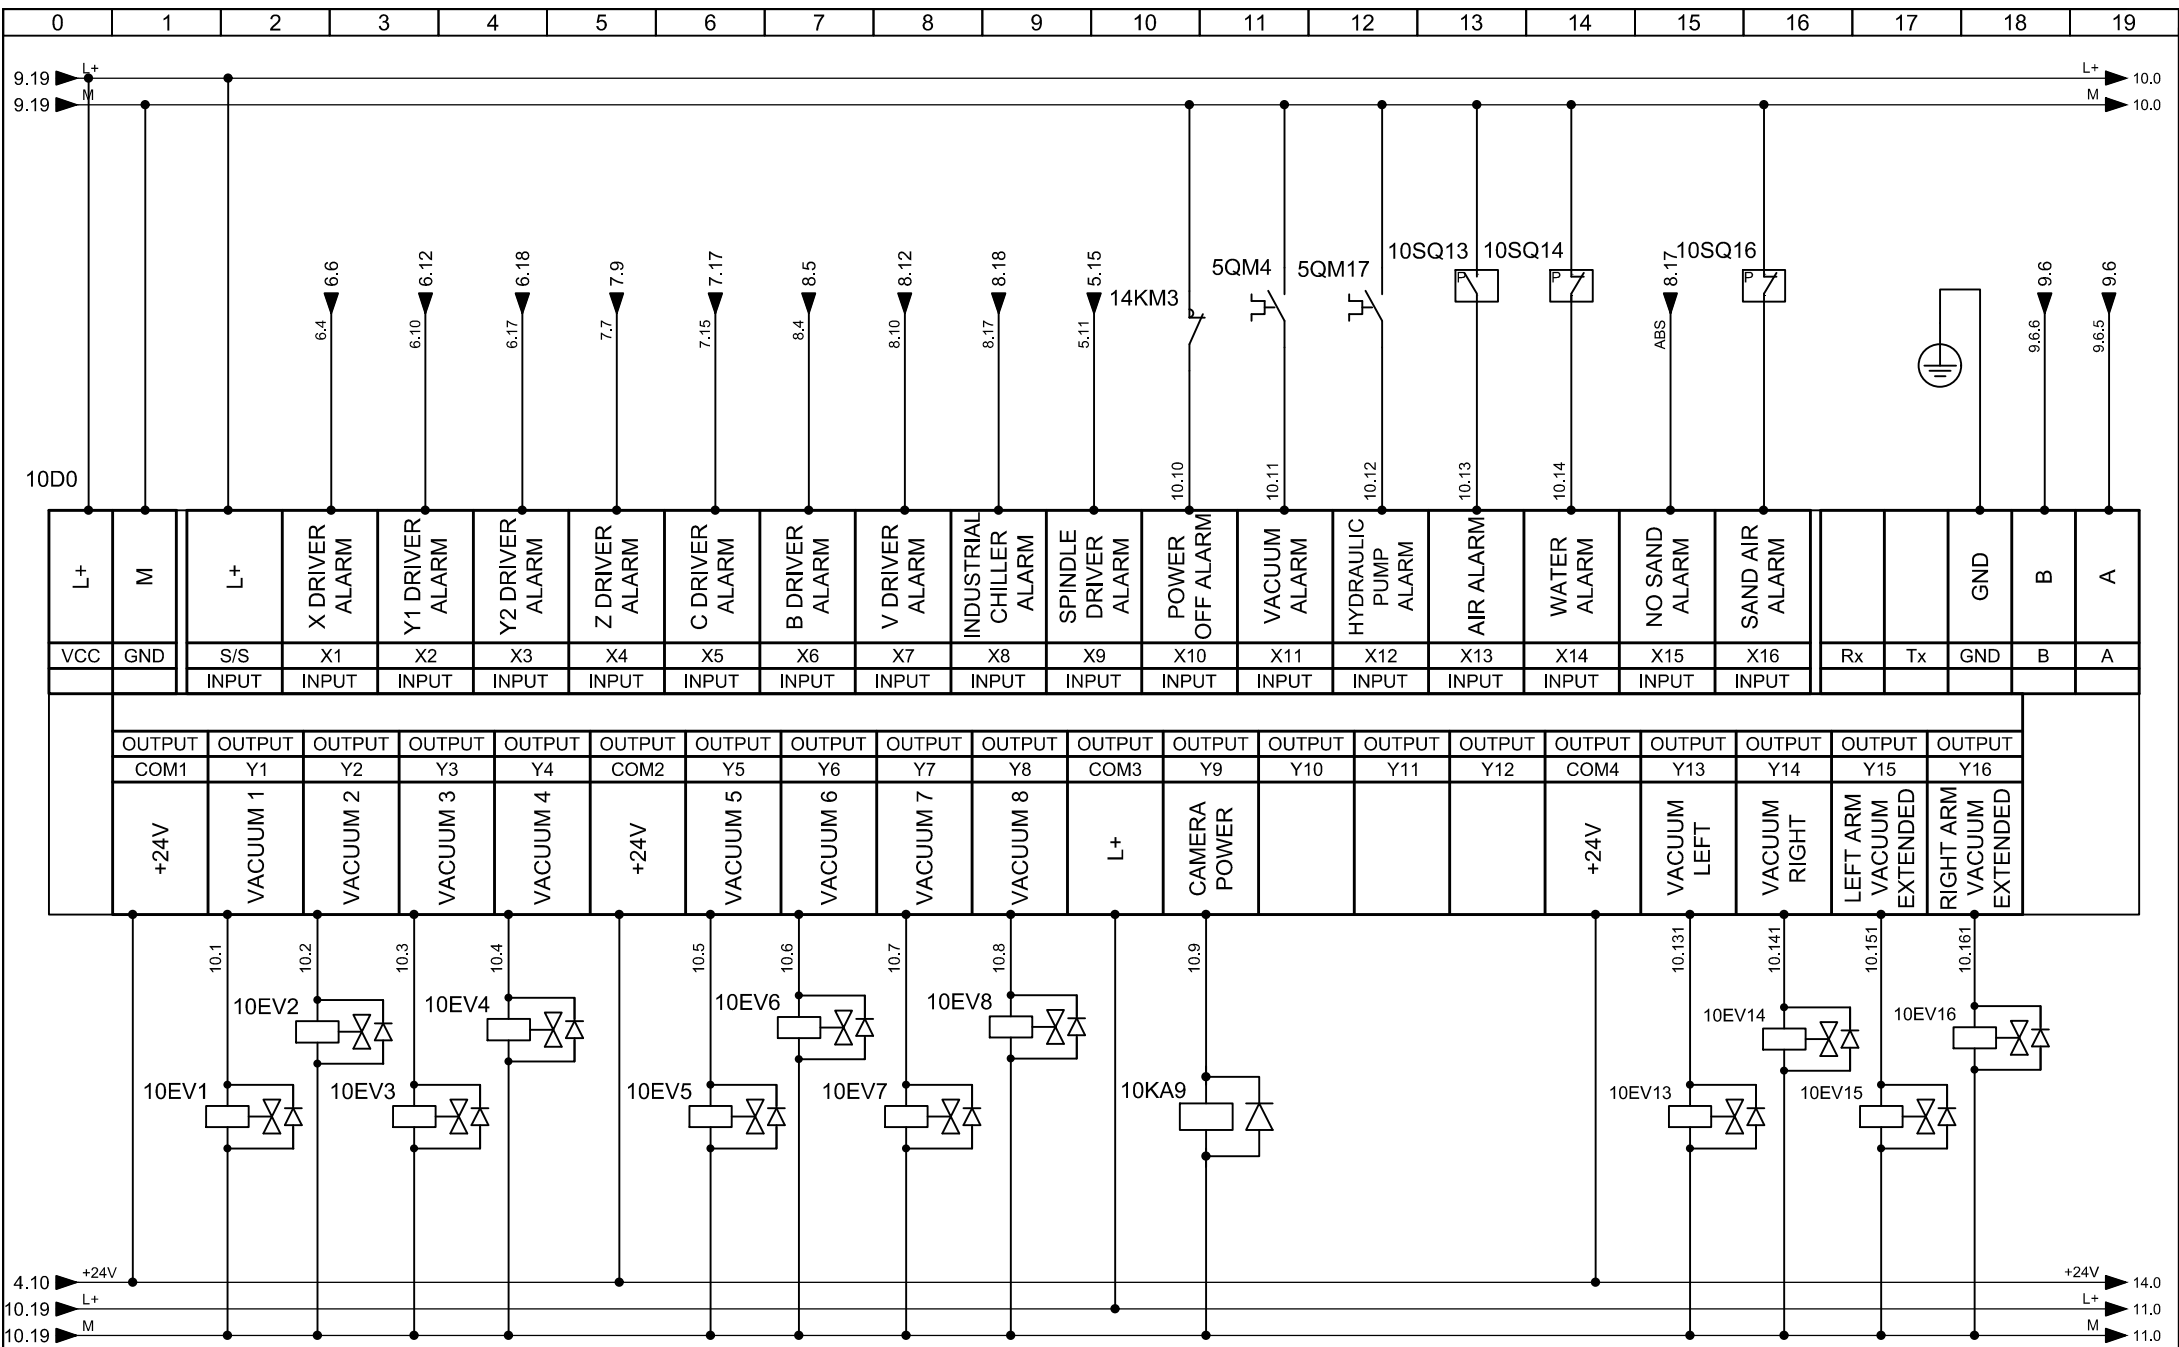 0 1 2 3 4 5 6 7 8 9 10 11 12 13 14 15 16 17 18 19
9.19 L+ L+ 10.0
9.19 M M 10.0
6.6 6.12 6.18 7.9 7.17 8.5 8.12 8.18 5.15 8.17 9.6 9.6
6.4 6.10 6.17 7.7 7.15 8.4 8.10 8.17 5.11 ABS 9.6.6 9.6.5
14KM3 5QM4 5QM17 10SQ13 10SQ14 10SQ16
P P P
10.10 10.11 10.12 10.13 10.14
10D0
L+
M
L+
X DRIVER
ALARM
Y1 DRIVER
ALARM
Y2 DRIVER
ALARM
Z DRIVER
ALARM
C DRIVER
ALARM
B DRIVER
ALARM
V DRIVER
ALARM
INDUSTRIAL
CHILLER
ALARM
SPINDLE
DRIVER
ALARM
POWER
OFF ALARM
VACUUM
ALARM
HYDRAULIC
PUMP
ALARM
AIR ALARM
WATER
ALARM
NO SAND
ALARM
SAND AIR
ALARM
GND
B
A
VCC GND S/S X1 X2 X3 X4 X5 X6 X7 X8 X9 X10 X11 X12 X13 X14 X15 X16 Rx Tx GND B A
INPUT INPUT INPUT INPUT INPUT INPUT INPUT INPUT INPUT INPUT INPUT INPUT INPUT INPUT INPUT INPUT INPUT
OUTPUT OUTPUT OUTPUT OUTPUT OUTPUT OUTPUT OUTPUT OUTPUT OUTPUT OUTPUT OUTPUT OUTPUT OUTPUT OUTPUT OUTPUT OUTPUT OUTPUT OUTPUT OUTPUT OUTPUT
COM1 Y1 Y2 Y3 Y4 COM2 Y5 Y6 Y7 Y8 COM3 Y9 Y10 Y11 Y12 COM4 Y13 Y14 Y15 Y16
+24V
VACUUM 1
VACUUM 2
VACUUM 3
VACUUM 4
+24V
VACUUM 5
VACUUM 6
VACUUM 7
VACUUM 8
L+
CAMERA
POWER
+24V
VACUUM
LEFT
VACUUM
RIGHT
LEFT ARM
VACUUM
EXTENDED
RIGHT ARM
VACUUM
EXTENDED
10.1 10.2 10.3 10.4 10.5 10.6 10.7 10.8 10.9 10.131 10.141 10.151 10.161
10EV2 10EV4 10EV6 10EV8 10EV14 10EV16
10EV1 10EV3 10EV5 10EV7 10KA9 10EV13 10EV15
4.10 +24V +24V 14.0
10.19 L+ L+ 11.0
10.19 M M 11.0